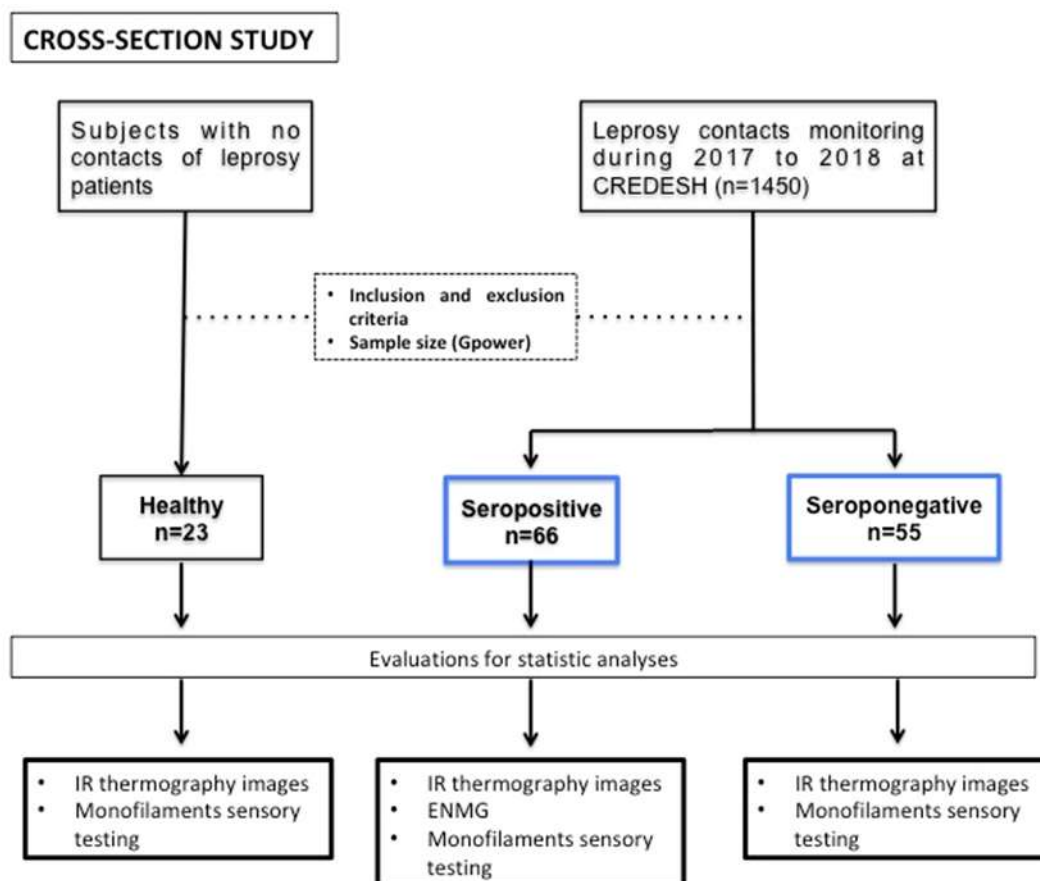 CROSS-SECTION STUDY
Subjects with no
contacts of leprosy
patients
Leprosy contacts monitoring
during 2017 to 2018 at
CREDESH (n=1450)
• Inclusion and exclusion
criteria
• Sample size (Gpower)
Healthy
n=23
Seropositive
n=66
Seroponegative
n=55
Evaluations for statistic analyses
• IR thermography images
• Monofilaments sensory
testing
• IR thermography images
• ENMG
• Monofilaments sensory
testing
• IR thermography images
• Monofilaments sensory
testing